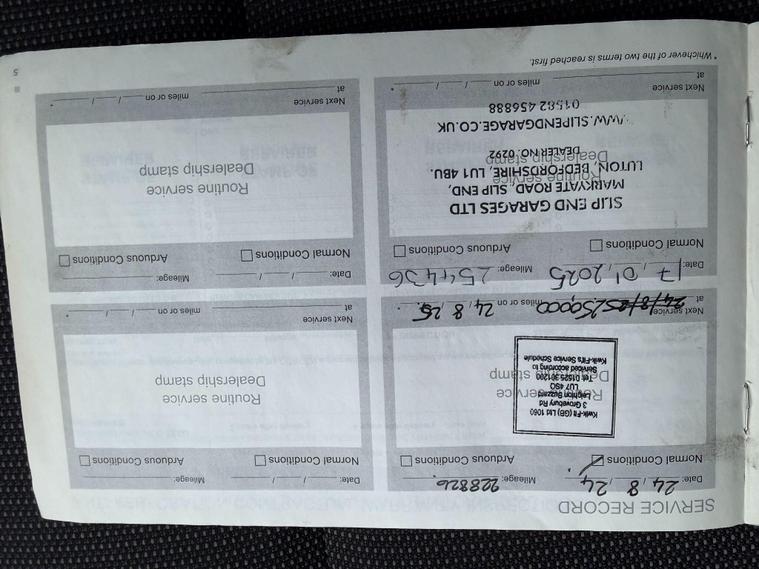 SERVICE RECORD
Date: 24 / 8 / 24 Mileage: 228826
Normal Conditions Arduous Conditions
Routine service
Dealership stamp
Kwik-Fit (GB) Ltd 1060
3 Grovebury Rd
Leighton Buzzard
LU7 4SQ
Tel: 01525 301200
Serviced according to
Kwik-Fit's Service Schedule
Next service 24/8/25
at 250,000 miles or on 24 / 8 / 25 *
Date: 17 / 01 / 2025 Mileage: 254436
Normal Conditions Arduous Conditions
Routine service
Dealership stamp
SLIP END GARAGES LTD
MARKYATE ROAD, SLIP END,
LUTON, BEDFORDSHIRE, LU1 4BU.
DEALER NO. 0292
WWW.SLIPENDGARAGE.CO.UK
01582 456888
Next service
at miles or on / / *
Date: / / Mileage:
Normal Conditions Arduous Conditions
Routine service
Dealership stamp
Next service
at miles or on / / *
Date: / / Mileage:
Normal Conditions Arduous Conditions
Routine service
Dealership stamp
Next service
at miles or on / / *
* Whichever of the two terms is reached first.
5